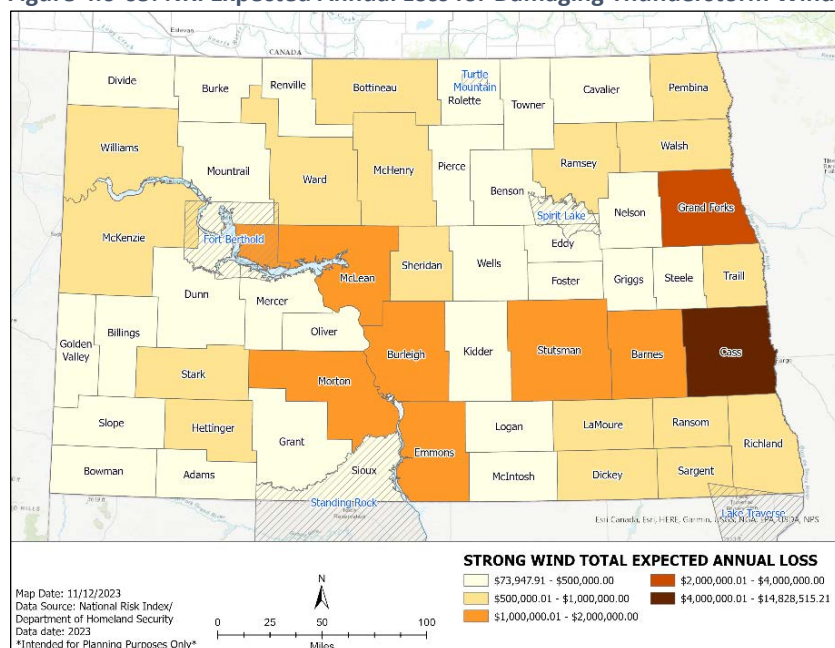 Figure 4.6-63: NRI Expected Annual Loss for Damaging Thunderstorm Wind
Estevan
CANADA
Divide
Burke
Renville
Bottineau
Turtle
Mountain
Rolette
Towner
Cavalier
Pembina
Williams
Mountrail
Ward
McHenry
Pierce
Ramsey
Walsh
Benson
Spirit Lake
Nelson
Grand Forks
McKenzie
Fort Berthold
McLean
Sheridan
Wells
Eddy
Foster
Griggs
Steele
Traill
Dunn
Mercer
Oliver
Golden
Valley
Billings
Burleigh
Kidder
Stutsman
Barnes
Cass
Fargo
Stark
Morton
Slope
Hettinger
Grant
Emmons
Logan
LaMoure
Ransom
Richland
Bowman
Adams
Sioux
McIntosh
Dickey
Sargent
Standing Rock
Lake Traverse
Esri Canada, Esri, HERE, Garmin, USGS, NGA, EPA, USDA, NPS
STRONG WIND TOTAL EXPECTED ANNUAL LOSS
$73,947.91 - $500,000.00
$500,000.01 - $1,000,000.00
$1,000,000.01 - $2,000,000.00
$2,000,000.01 - $4,000,000.00
$4,000,000.01 - $14,828,515.21
Map Date: 11/12/2023
Data Source: National Risk Index/
Department of Homeland Security
Data date: 2023
*Intended for Planning Purposes Only*
N
0 25 50 100
Miles